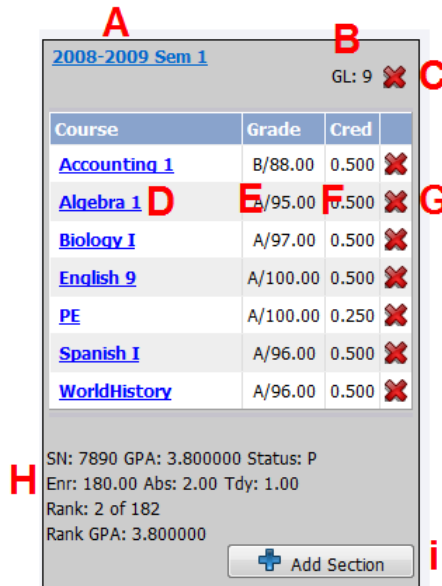 A
B
2008-2009 Sem 1
GL: 9 C
Course Grade Cred
Accounting 1 B/88.00 0.500
Algebra 1 D E A/95.00 F 0.500 G
Biology I A/97.00 0.500
English 9 A/100.00 0.500
PE A/100.00 0.250
Spanish I A/96.00 0.500
WorldHistory A/96.00 0.500
SN: 7890 GPA: 3.800000 Status: P
H Enr: 180.00 Abs: 2.00 Tdy: 1.00
Rank: 2 of 182
Rank GPA: 3.800000
Add Section i